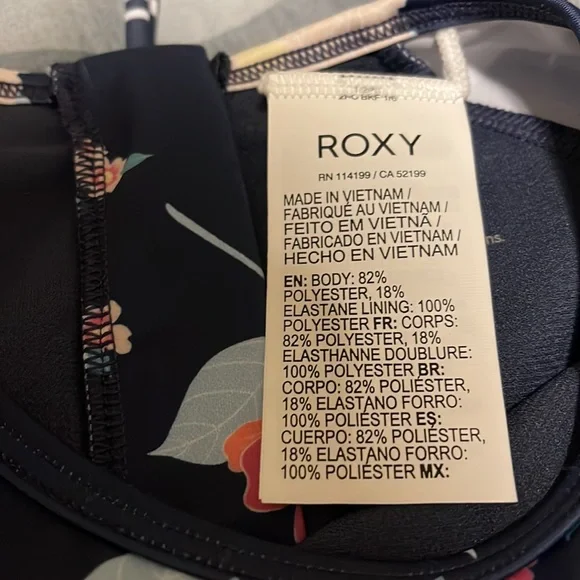 ROXY
RN 114199 / CA 52199
MADE IN VIETNAM /
FABRIQUÉ AU VIETNAM /
FEITO EM VIETNÃ /
FABRICADO EN VIETNAM /
HECHO EN VIETNAM
EN: BODY: 82%
POLYESTER, 18%
ELASTANE LINING: 100%
POLYESTER FR: CORPS:
82% POLYESTER, 18%
ELASTHANNE DOUBLURE:
100% POLYESTER BR:
CORPO: 82% POLIÉSTER,
18% ELASTANO FORRO:
100% POLIÉSTER ES:
CUERPO: 82% POLIÉSTER,
18% ELASTANO FORRO:
100% POLIÉSTER MX: